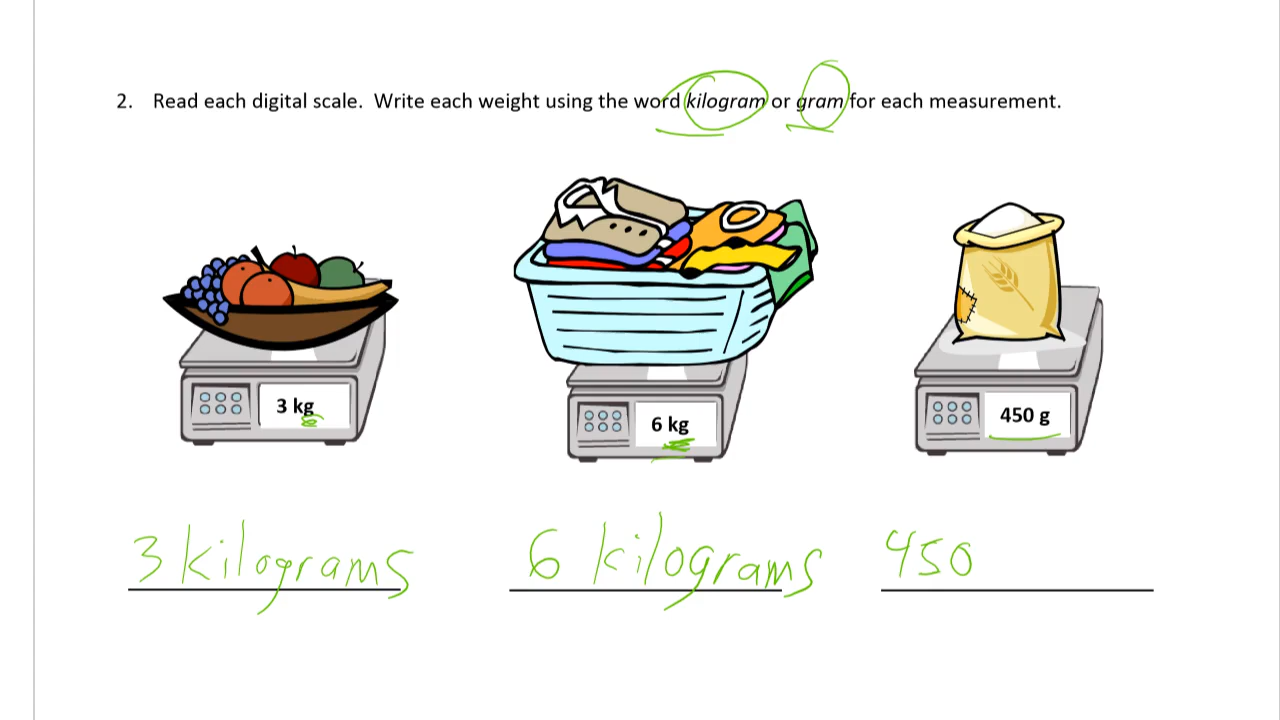 2. Read each digital scale. Write each weight using the word kilogram or gram for each measurement.
3 kg
6 kg
450 g
3 kilograms
6 kilograms
450